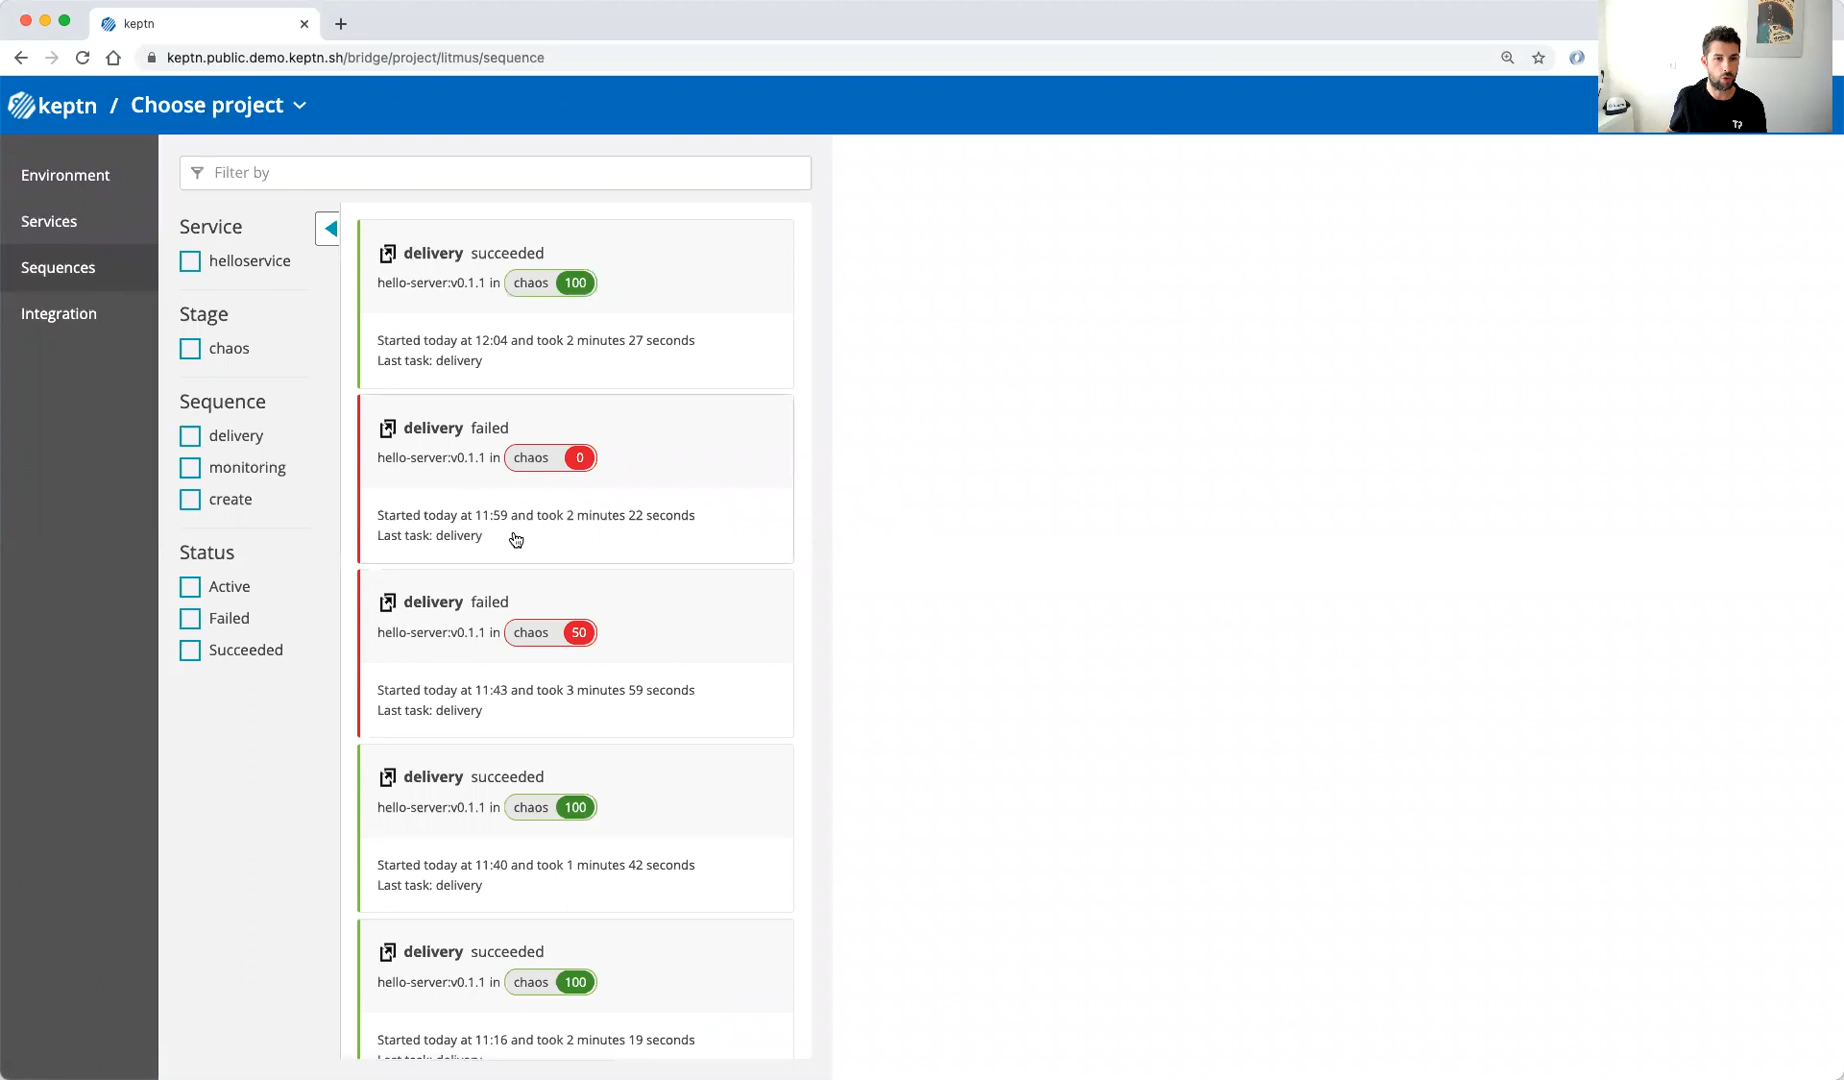 keptn
keptn.public.demo.keptn.sh/bridge/project/litmus/sequence
keptn / Choose project
Environment
Services
Sequences
Integration
Filter by
Service
helloservice
Stage
chaos
Sequence
delivery
monitoring
create
Status
Active
Failed
Succeeded
delivery succeeded
hello-server:v0.1.1 in chaos 100
Started today at 12:04 and took 2 minutes 27 seconds
Last task: delivery
delivery failed
hello-server:v0.1.1 in chaos 0
Started today at 11:59 and took 2 minutes 22 seconds
Last task: delivery
delivery failed
hello-server:v0.1.1 in chaos 50
Started today at 11:43 and took 3 minutes 59 seconds
Last task: delivery
delivery succeeded
hello-server:v0.1.1 in chaos 100
Started today at 11:40 and took 1 minutes 42 seconds
Last task: delivery
delivery succeeded
hello-server:v0.1.1 in chaos 100
Started today at 11:16 and took 2 minutes 19 seconds
Last task: delivery